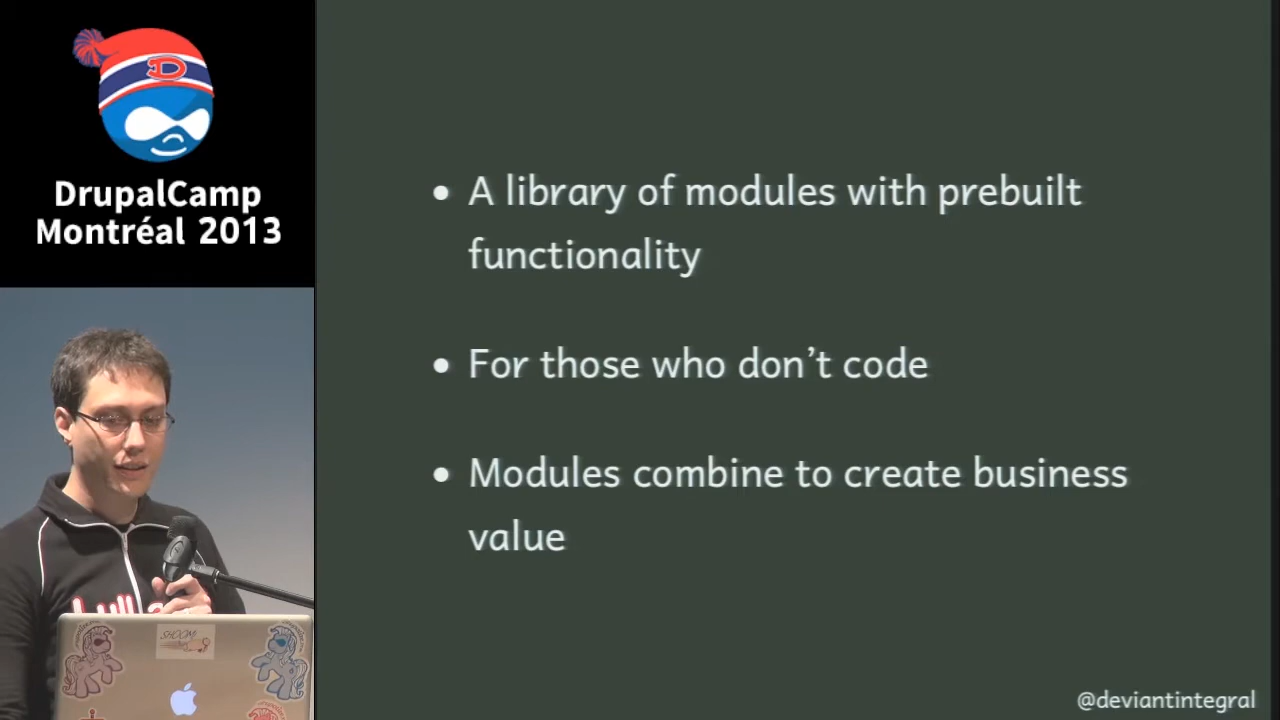 D
DrupalCamp
Montréal 2013
• A library of modules with prebuilt
functionality
• For those who don’t code
• Modules combine to create business
value
SHOOM!
@deviantintegral